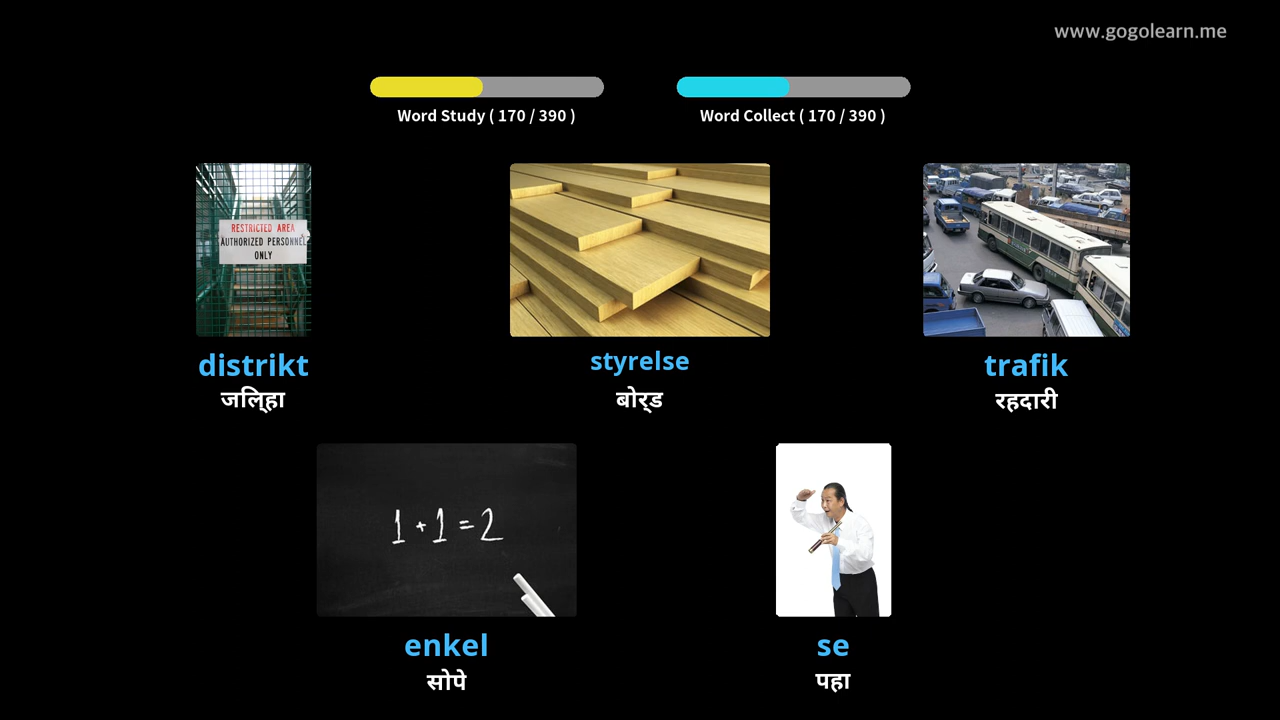 www.gogolearn.me
Word Study ( 170 / 390 )
Word Collect ( 170 / 390 )
RESTRICTED AREA
AUTHORIZED PERSONNEL
ONLY
distrikt
जिल्हा
styrelse
बोर्ड
trafik
रहदारी
1 + 1 = 2
enkel
सोपे
se
पहा